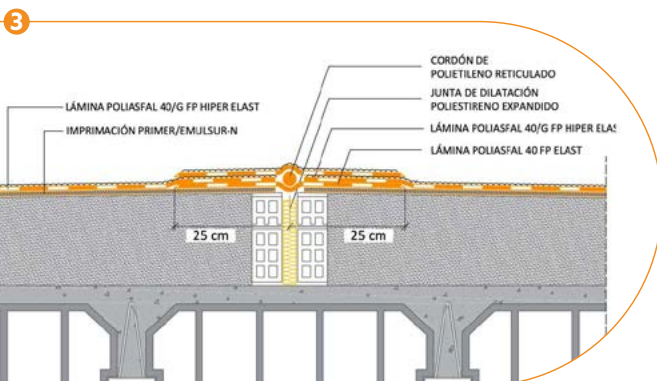 3
CORDÓN DE
POLIETILENO RETICULADO
JUNTA DE DILATACIÓN
POLIESTIRENO EXPANDIDO
LÁMINA POLIASFAL 40/G FP HIPER ELAST
IMPRIMACIÓN PRIMER/EMULSUR-N
LÁMINA POLIASFAL 40/G FP HIPER ELAS
LÁMINA POLIASFAL 40 FP ELAST
25 cm
25 cm